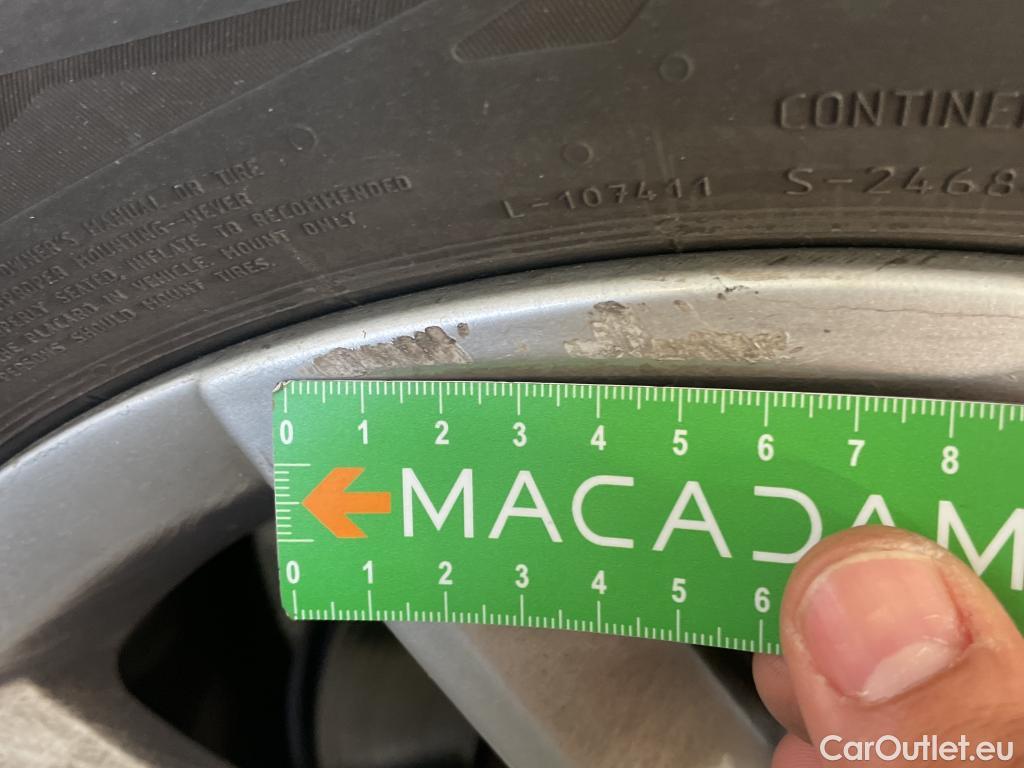 CONTINE
L-107411 S-2468
OWNER'S MANUAL OR TIRE
MOUNTING-NEVER
SEATED, INFLATE TO RECOMMENDED
PLACARD IN VEHICLE. MOUNT ONLY
SHOULD MOUNT TIRES.
0 1 2 3 4 5 6 7 8
MACADAM
0 1 2 3 4 5 6
CarOutlet.eu